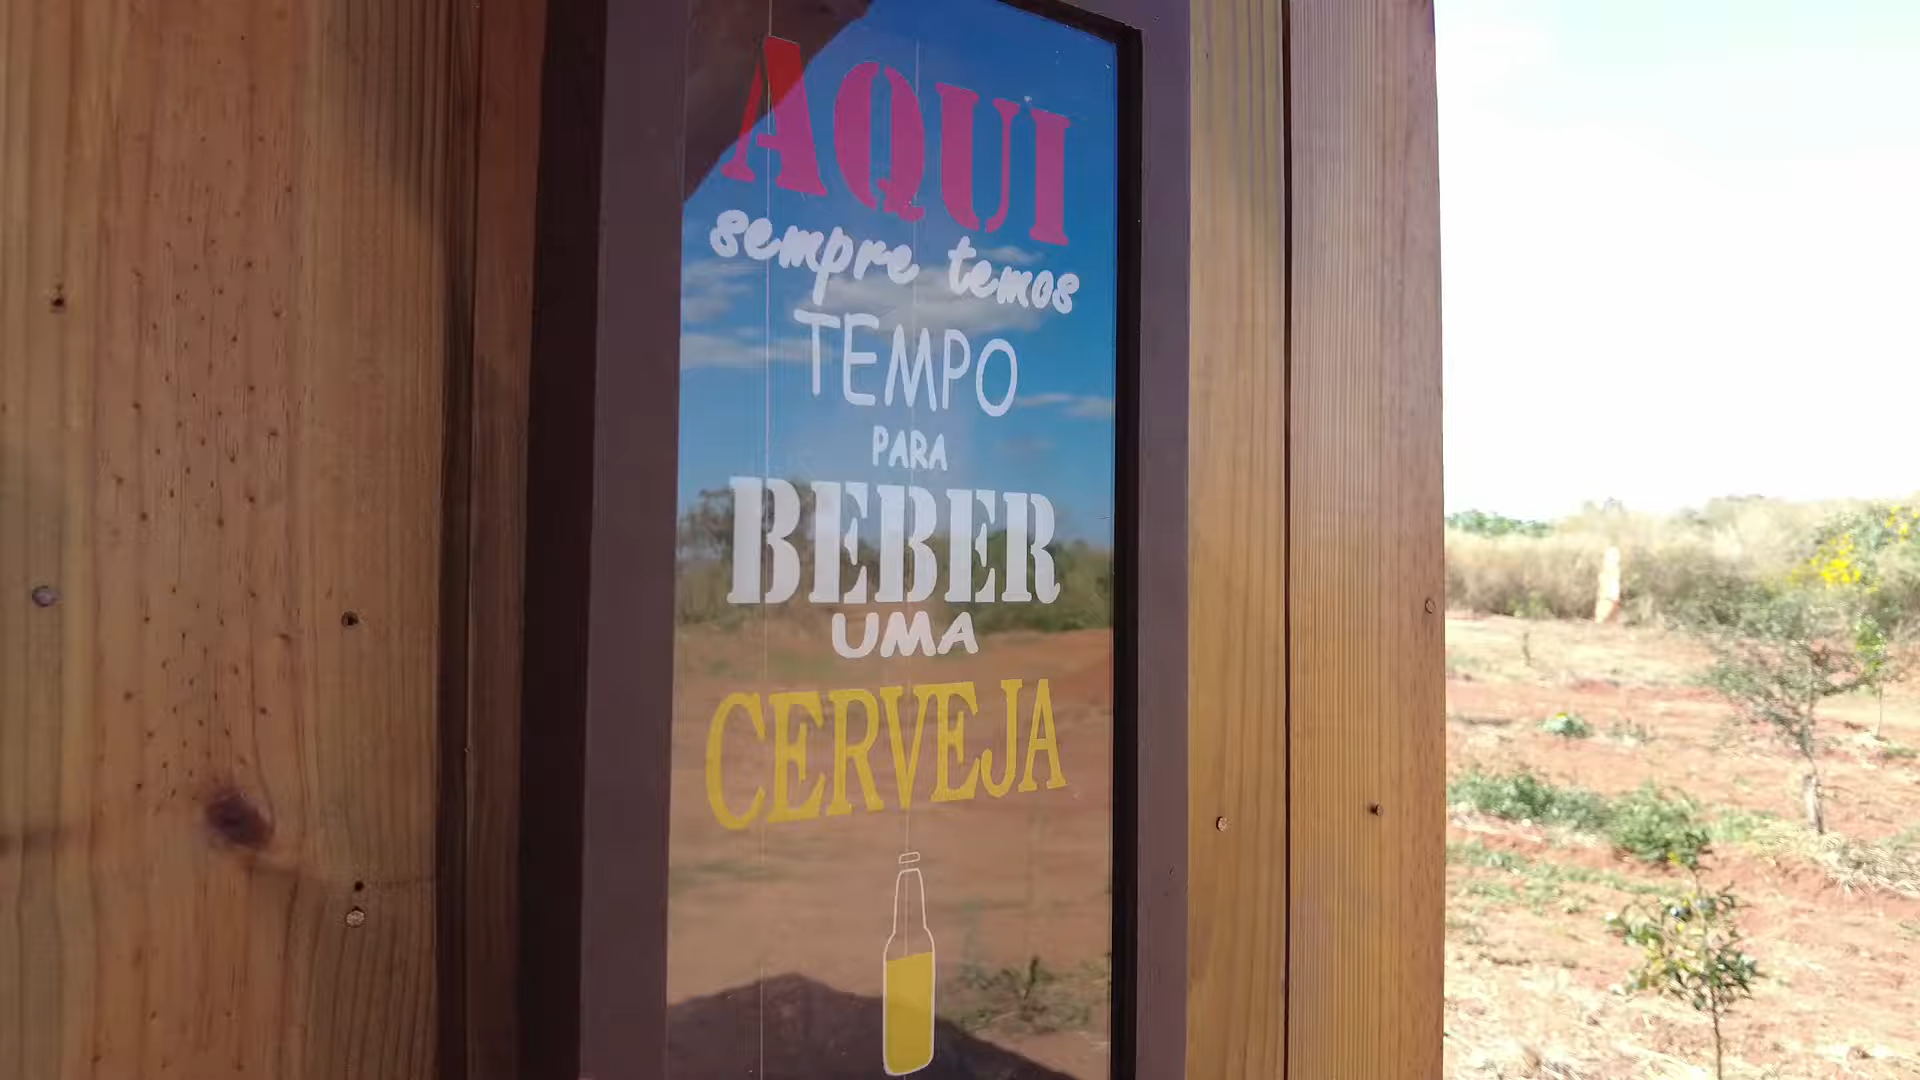 AQUI
sempre temos
TEMPO
PARA
BEBER
UMA
CERVEJA